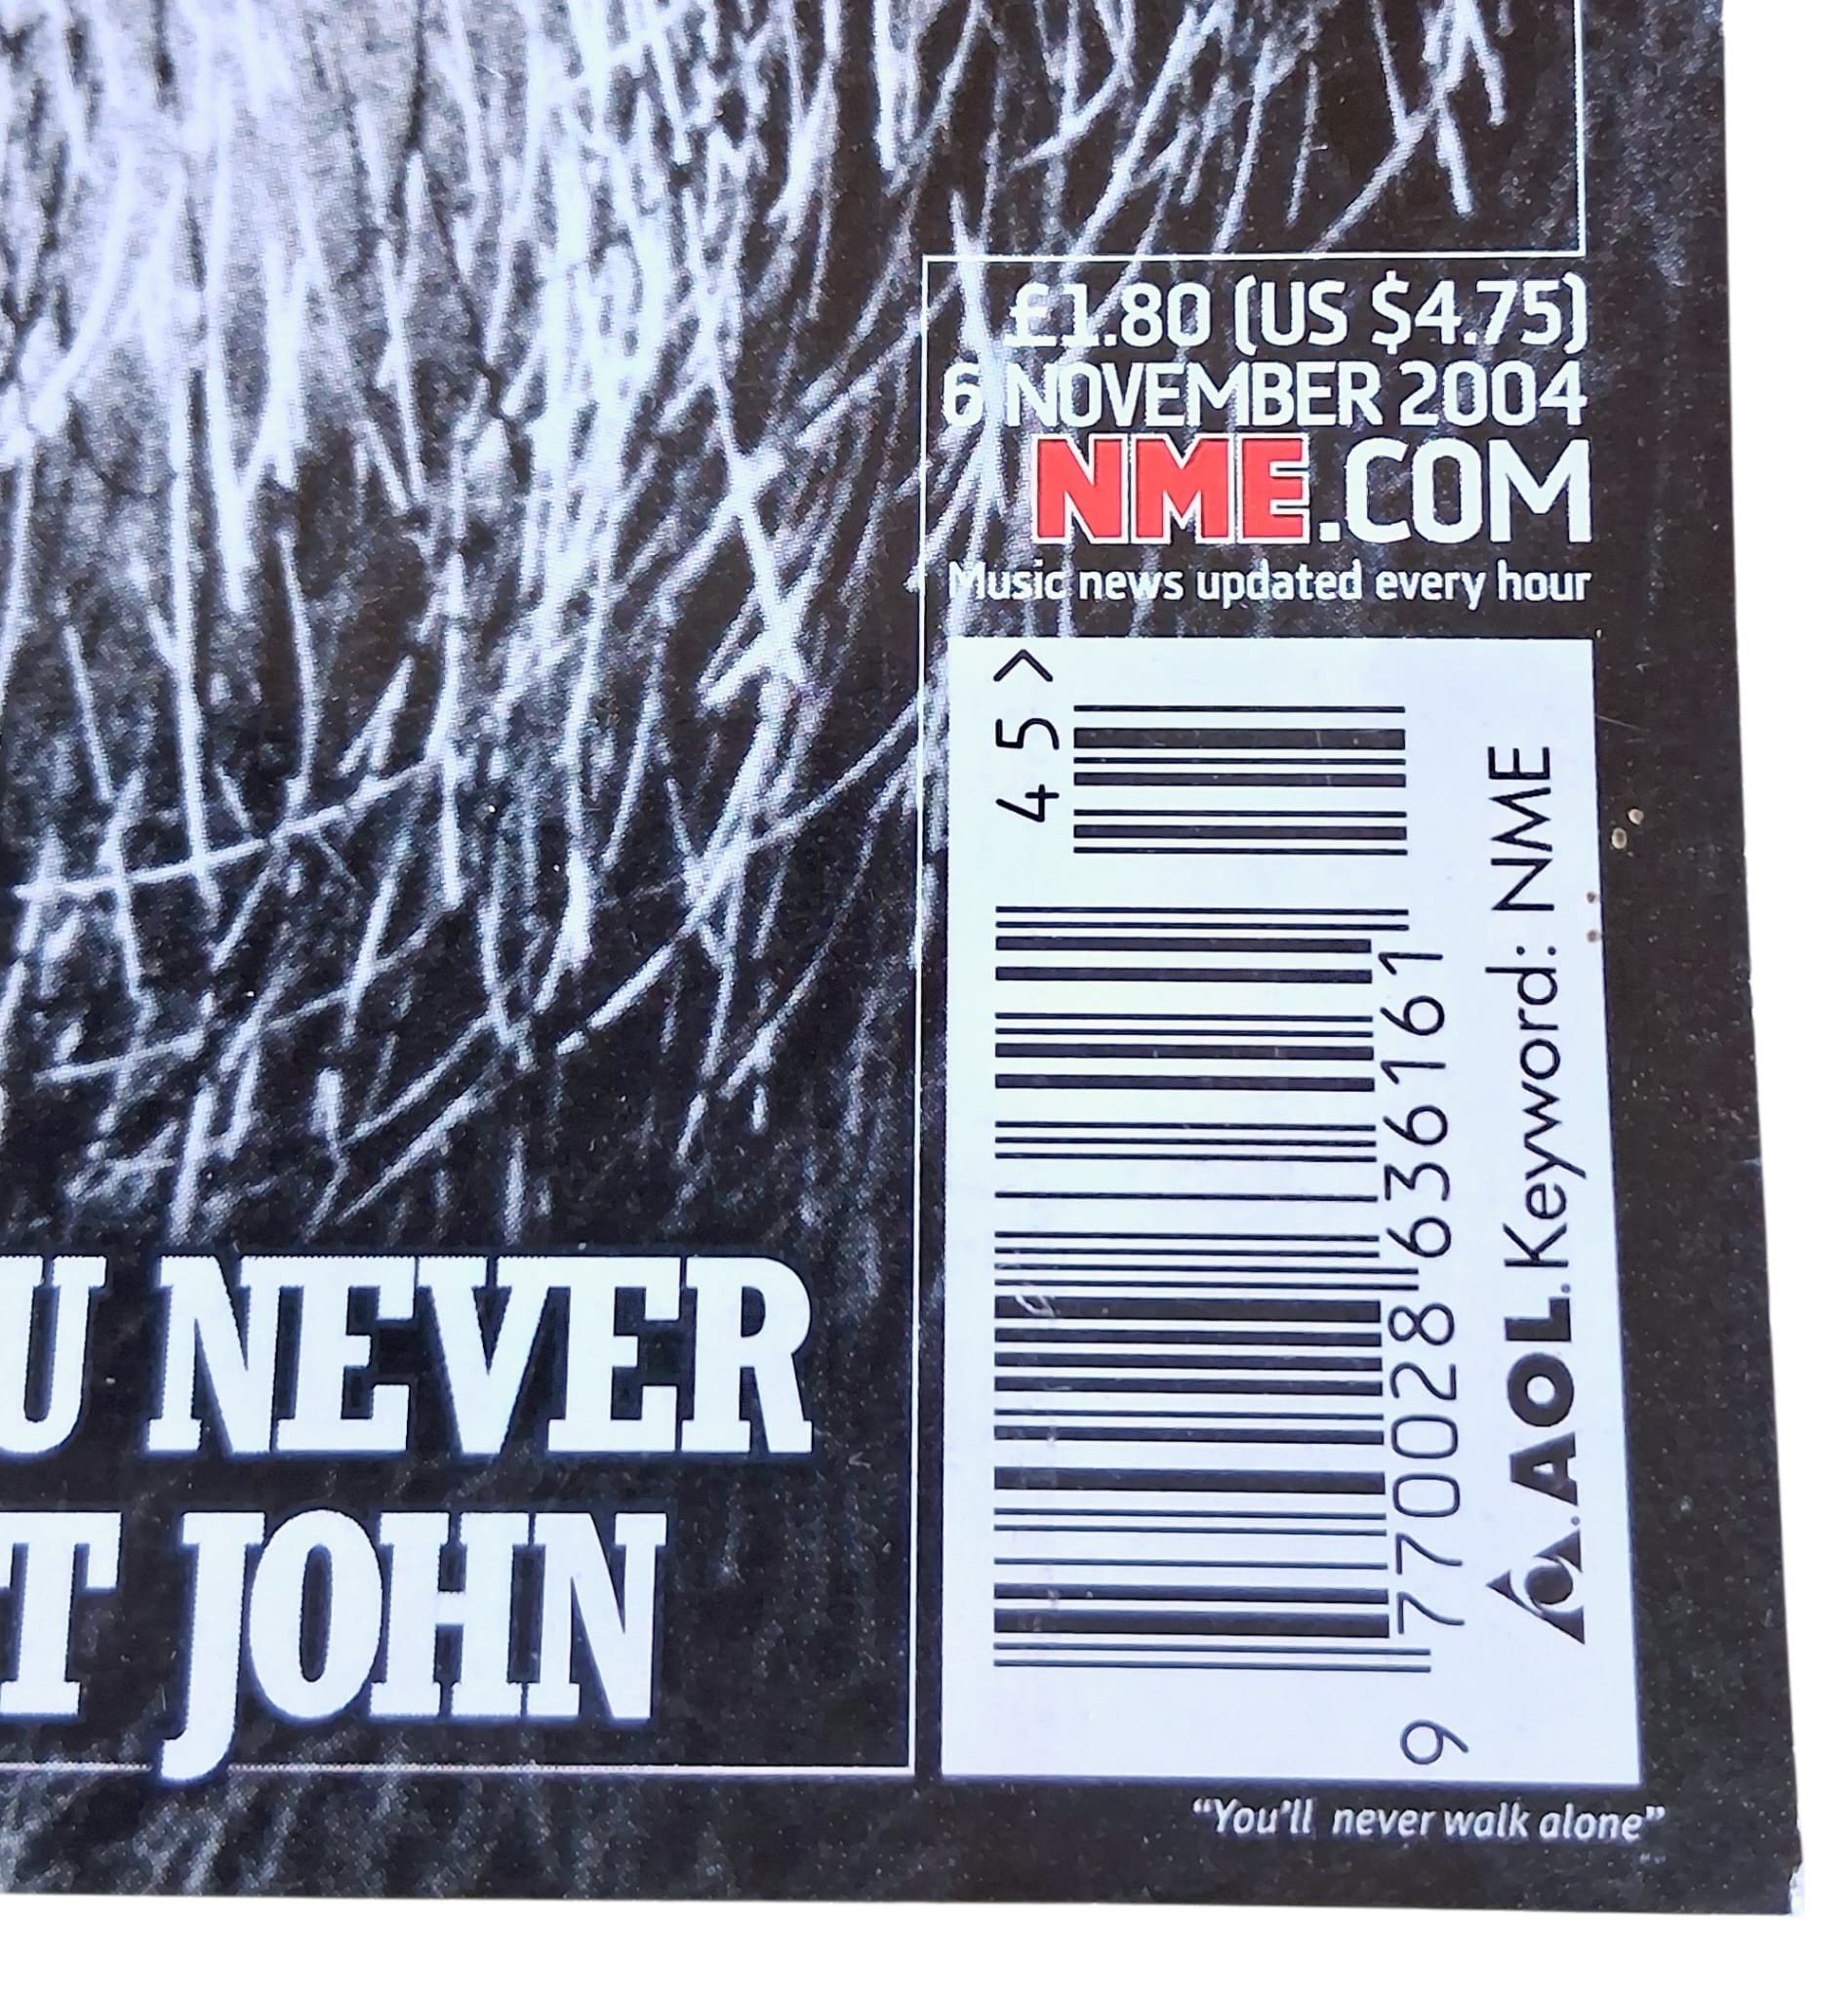 £1.80 (US $4.75)
6 NOVEMBER 2004
NME.COM
Music news updated every hour
45>
9 770028 636161
AOL Keyword: NME
U NEVER
T JOHN
“You’ll never walk alone”